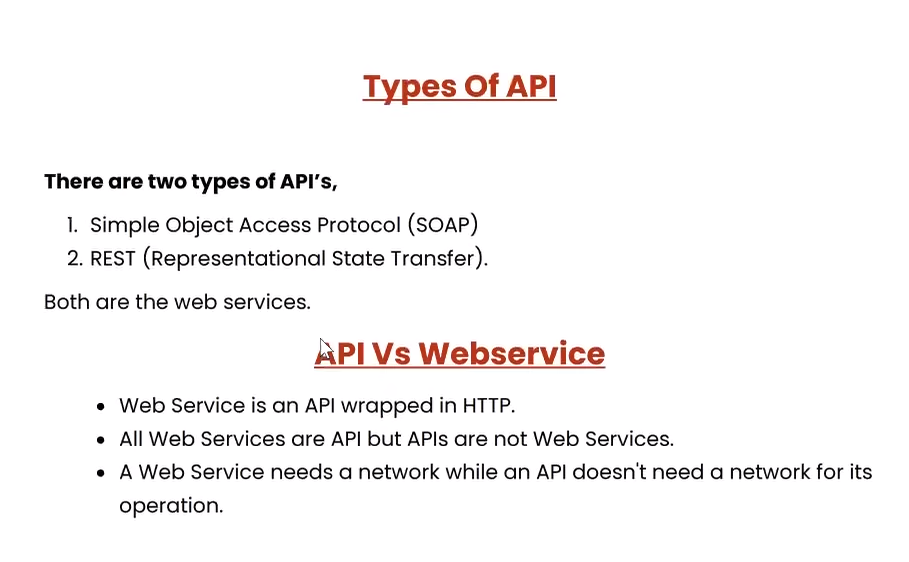 Types Of API
There are two types of API’s,
1. Simple Object Access Protocol (SOAP)
2. REST (Representational State Transfer).
Both are the web services.
API Vs Webservice
• Web Service is an API wrapped in HTTP.
• All Web Services are API but APIs are not Web Services.
• A Web Service needs a network while an API doesn't need a network for its
operation.